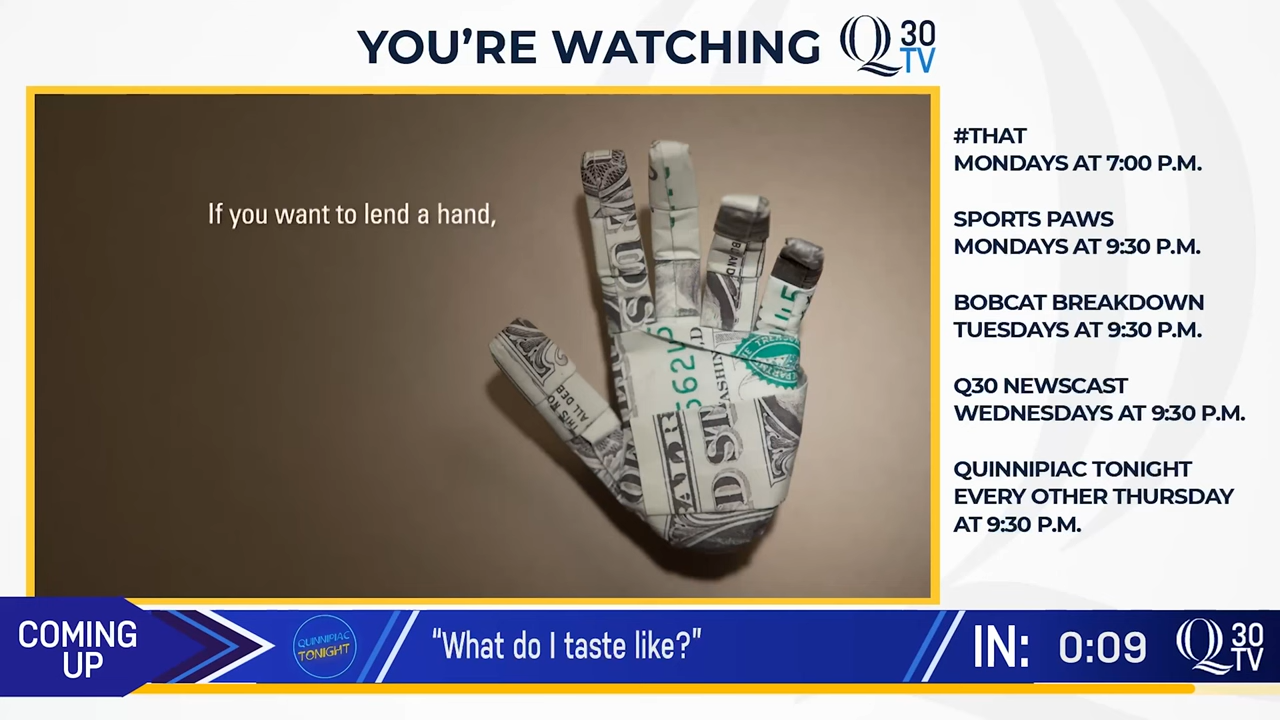 YOU'RE WATCHING Q 30 TV
If you want to lend a hand,
#THAT
MONDAYS AT 7:00 P.M.
SPORTS PAWS
MONDAYS AT 9:30 P.M.
BOBCAT BREAKDOWN
TUESDAYS AT 9:30 P.M.
Q30 NEWSCAST
WEDNESDAYS AT 9:30 P.M.
QUINNIPIAC TONIGHT
EVERY OTHER THURSDAY
AT 9:30 P.M.
COMING
UP
QUINNIPIAC
TONIGHT
“What do I taste like?”
IN: 0:09
Q 30 TV